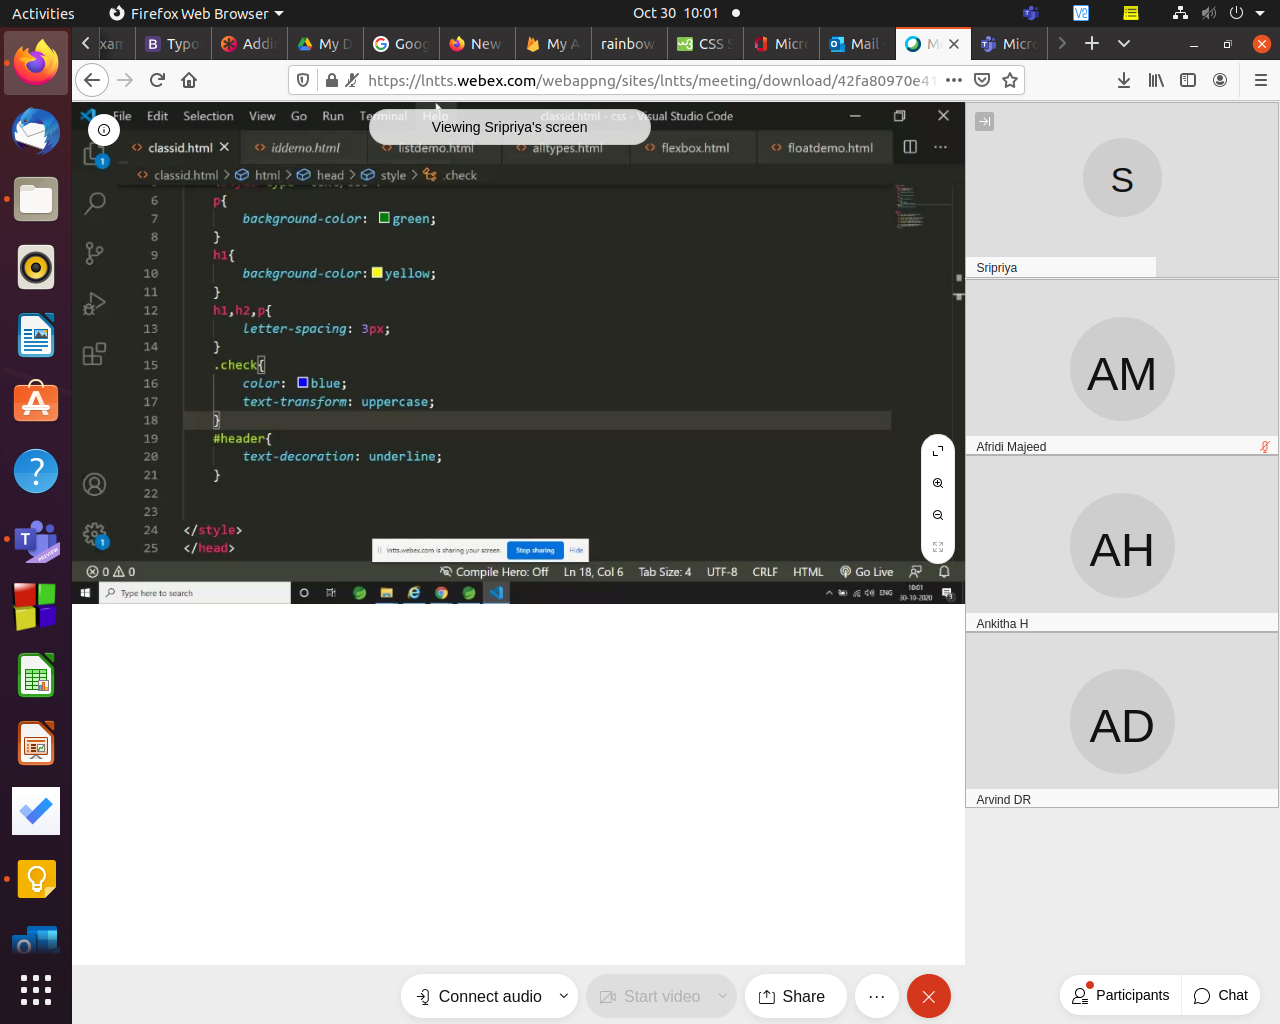 Activities
Firefox Web Browser
Oct 30 10:01
Typo
Addi
My D
Goog
New
My A
rainbow
CSS S
Micro
Mail
Micro
https://lntts.webex.com/webappng/sites/lntts/meeting/download/42fa80970e41
File Edit Selection View Go Run Terminal Help
classid.html - css - Visual Studio Code
Viewing Sripriya's screen
classid.html
iddemo.html
listdemo.html
alltypes.html
flexbox.html
floatdemo.html
classid.html > html > head > style > .check
6 p{
7 background-color: green;
8 }
9 h1{
10 background-color: yellow;
11 }
12 h1,h2,p{
13 letter-spacing: 3px;
14 }
15 .check{
16 color: blue;
17 text-transform: uppercase;
18 }
19 #header{
20 text-decoration: underline;
21 }
22
23
24 </style>
25 </head>
lntts.webex.com is sharing your screen.
Stop sharing
Hide
0 0
Compile Hero: Off
Ln 18, Col 6
Tab Size: 4
UTF-8
CRLF
HTML
Go Live
Type here to search
ENG
10:01
30-10-2020
S
Sripriya
AM
Afridi Majeed
AH
Ankitha H
AD
Arvind DR
Connect audio
Start video
Share
Participants
Chat